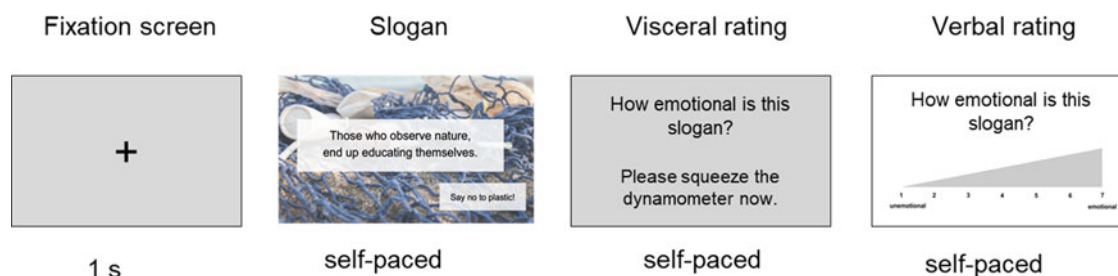 Fixation screen
Slogan
Visceral rating
Verbal rating
+
Those who observe nature,
end up educating themselves.
Say no to plastic!
How emotional is this
slogan?
Please squeeze the
dynamometer now.
How emotional is this
slogan?
1 2 3 4 5 6 7
unemotional emotional
1 s
self-paced
self-paced
self-paced